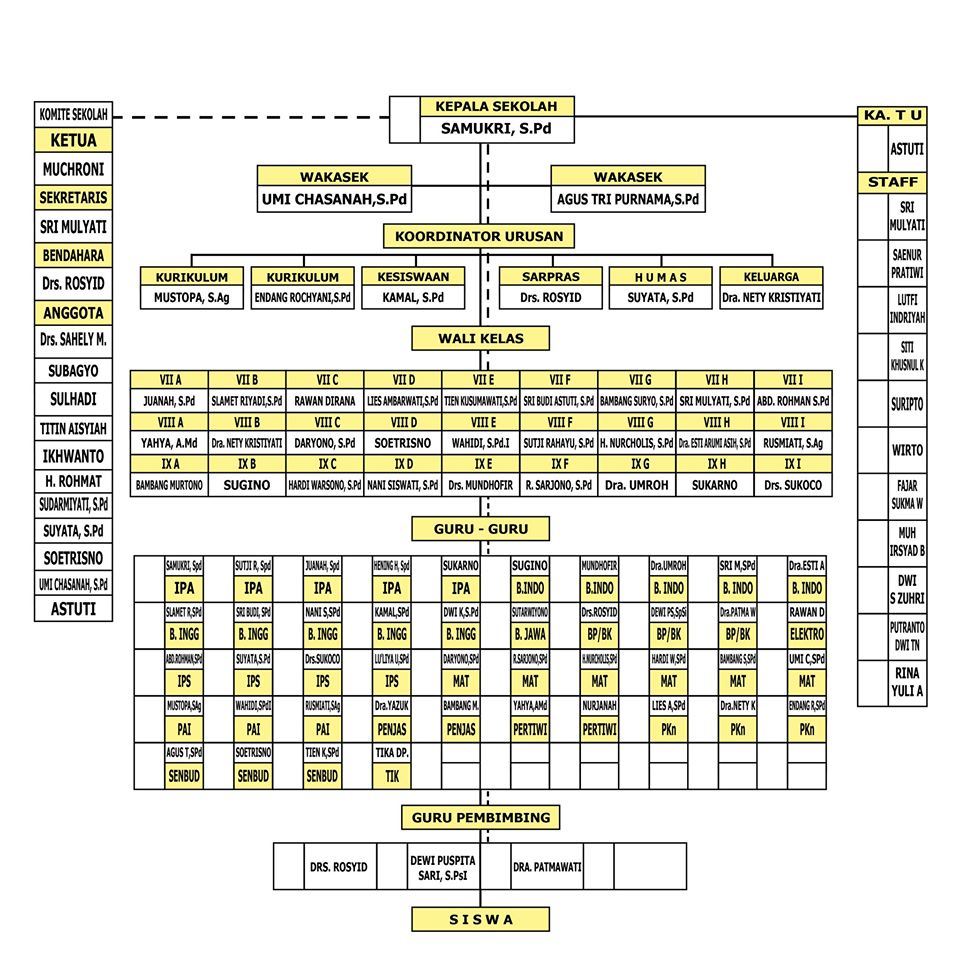 KOMITE SEKOLAH
KETUA
MUCHRONI
SEKRETARIS
SRI MULYATI
BENDAHARA
Drs. ROSYID
ANGGOTA
Drs. SAHELY M.
SUBAGYO
SULHADI
TITIN AISYIAH
IKHWANTO
H. ROHMAT
SUDARMIYATI, S.Pd
SUYATA, S.Pd
SOETRISNO
UMI CHASANAH, S.Pd
ASTUTI
KEPALA SEKOLAH
SAMUKRI, S.Pd
WAKASEK
UMI CHASANAH,S.Pd
WAKASEK
AGUS TRI PURNAMA,S.Pd
KOORDINATOR URUSAN
KURIKULUM
MUSTOPA, S.Ag
KURIKULUM
ENDANG ROCHYANI,S.Pd
KESISWAAN
KAMAL, S.Pd
SARPRAS
Drs. ROSYID
H U M A S
SUYATA, S.Pd
KELUARGA
Dra. NETY KRISTIYATI
WALI KELAS
VII A VII B VII C VII D VII E VII F VII G VII H VII I
JUANAH, S.Pd SLAMET RIYADI,S.Pd RAWAN DIRANA LIES AMBARWATI,S.Pd TIEN KUSUMAWATI,S.Pd SRI BUDI ASTUTI, S.Pd BAMBANG SURYO, S.Pd SRI MULYATI, S.Pd ABD. ROHMAN S.Pd
VIII A VIII B VIII C VIII D VIII E VIII F VIII G VIII H VIII I
YAHYA, A.Md Dra. NETY KRISTIYATI DARYONO, S.Pd SOETRISNO WAHIDI, S.Pd.I SUTJI RAHAYU, S.Pd H. NURCHOLIS, S.Pd Dra. ESTI ARUMI ASIH, S.Pd RUSMIATI, S.Ag
IX A IX B IX C IX D IX E IX F IX G IX H IX I
BAMBANG MURTONO SUGINO HARDI WARSONO, S.Pd NANI SISWATI, S.Pd Drs. MUNDHOFIR R. SARJONO, S.Pd Dra. UMROH SUKARNO Drs. SUKOCO
GURU - GURU
SAMUKRI, Spd SUTJI R, Spd JUANAH, Spd HENING H, Spd SUKARNO SUGINO MUNDHOFIR Dra.UMROH SRI M,SPd Dra.ESTI A
IPA IPA IPA IPA IPA B.INDO B.INDO B.INDO B.INDO B.INDO
SLAMET R,SPd SRI BUDI, SPd NANI S,SPd KAMAL,SPd DWI K,S.Pd SUTARWIYONO Drs.ROSYID DEWI PS,SpSi Dra.PATMA W RAWAN D
B. INGG B. INGG B. INGG B. INGG B. INGG B. JAWA BP/BK BP/BK BP/BK ELEKTRO
ABD.ROHMAN,SPd SUYATA,S.Pd Drs.SUKOCO LU'LIYA U,SPd DARYONO,SPd R.SARJONO,SPd H.NURCHOLIS,SPd HARDI W,SPd BAMBANG S,SPd UMI C,SPd
IPS IPS IPS IPS MAT MAT MAT MAT MAT MAT
MUSTOPA,SAg WAHIDI,SPdI RUSMIATI,SAg Dra.YAZUK BAMBANG M. YAHYA,AMd NURJANAH LIES A,SPd Dra.NETY K ENDANG R,SPd
PAI PAI PAI PENJAS PENJAS PERTIWI PERTIWI PKn PKn PKn
AGUS T,SPd SOETRISNO TIEN K,SPd TIKA DP.
SENBUD SENBUD SENBUD TIK
GURU PEMBIMBING
DRS. ROSYID
DEWI PUSPITA
SARI, S.PsI
DRA. PATMAWATI
S I S W A
KA. T U
ASTUTI
STAFF
SRI
MULYATI
SAENUR
PRATIWI
LUTFI
INDRIYAH
SITI
KHUSNUL K
SURIPTO
WIRTO
FAJAR
SUKMA W
MUH
IRSYAD B
DWI
S ZUHRI
PUTRANTO
DWI TN
RINA
YULI A